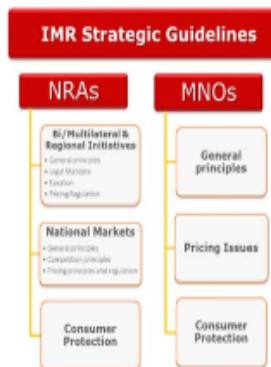 IMR Strategic Guidelines
NRAs
Bi/Multilateral &
Regional Initiatives
• General principles
• Legal Mandate
• Taxation
• Pricing Regulation
National Markets
• General principles
• Competition principles
• Pricing principles and regulation
Consumer
Protection
MNOs
General
principles
Pricing Issues
Consumer
Protection